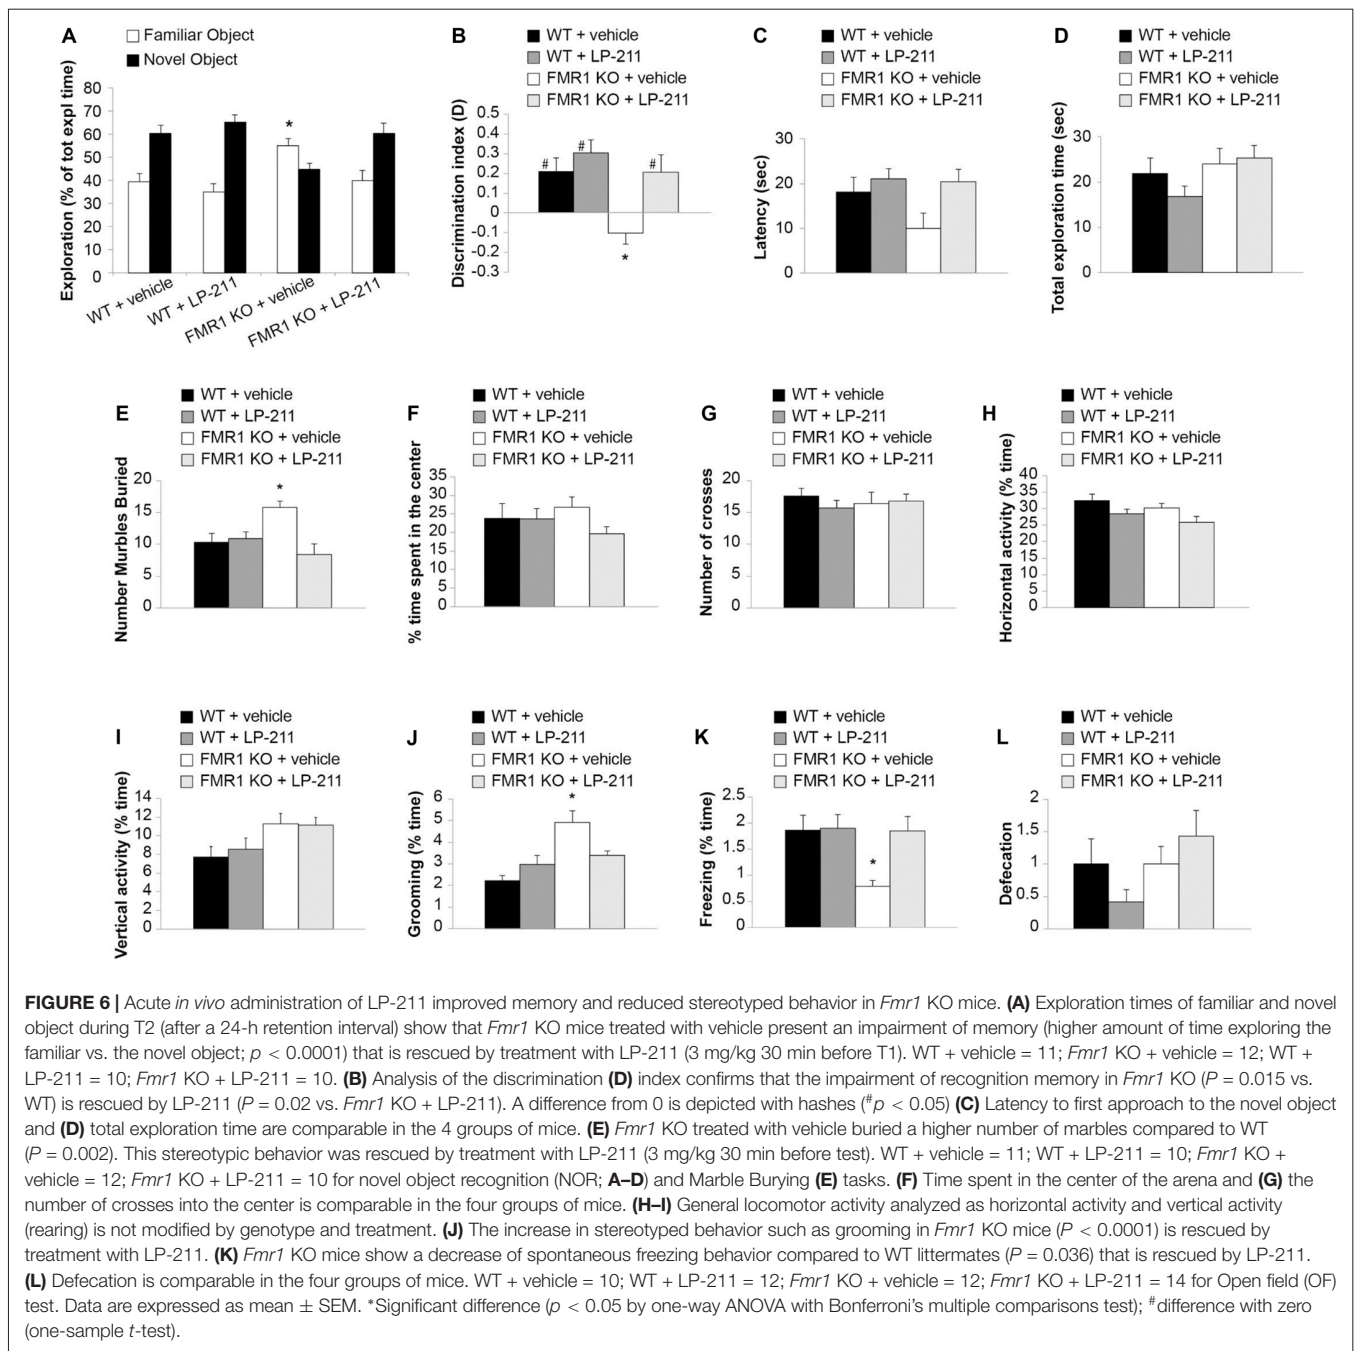 A
Familiar Object
Novel Object
Exploration (% of tot expl time)
80
70
60
50
40
30
20
10
0
*
WT + vehicle
WT + LP-211
FMR1 KO + vehicle
FMR1 KO + LP-211
B
WT + vehicle
WT + LP-211
FMR1 KO + vehicle
FMR1 KO + LP-211
Discrimination index (D)
0.5
0.4
0.3
0.2
0.1
0
-0.1
-0.2
-0.3
# # #
*
C
WT + vehicle
WT + LP-211
FMR1 KO + vehicle
FMR1 KO + LP-211
Latency (sec)
30
20
10
0
D
WT + vehicle
WT + LP-211
FMR1 KO + vehicle
FMR1 KO + LP-211
Total exploration time (sec)
30
20
10
0
E
WT + vehicle
WT + LP-211
FMR1 KO + vehicle
FMR1 KO + LP-211
Number Murbles Buried
20
15
10
5
0
*
F
WT + vehicle
WT + LP-211
FMR1 KO + vehicle
FMR1 KO + LP-211
% time spent in the center
35
30
25
20
15
10
5
0
G
WT + vehicle
WT + LP-211
FMR1 KO + vehicle
FMR1 KO + LP-211
Number of crosses
20
15
10
5
0
H
WT + vehicle
WT + LP-211
FMR1 KO + vehicle
FMR1 KO + LP-211
Horizontal activity (% time)
40
35
30
25
20
15
10
5
0
I
WT + vehicle
WT + LP-211
FMR1 KO + vehicle
FMR1 KO + LP-211
Vertical activity (% time)
14
12
10
8
6
4
2
0
J
WT + vehicle
WT + LP-211
FMR1 KO + vehicle
FMR1 KO + LP-211
Grooming (% time)
6
5
4
3
2
1
0
*
K
WT + vehicle
WT + LP-211
FMR1 KO + vehicle
FMR1 KO + LP-211
Freezing (% time)
2.5
2
1.5
1
0.5
0
*
L
WT + vehicle
WT + LP-211
FMR1 KO + vehicle
FMR1 KO + LP-211
Defecation
2
1.5
1
0.5
0
FIGURE 6 | Acute in vivo administration of LP-211 improved memory and reduced stereotyped behavior in Fmr1 KO mice. (A) Exploration times of familiar and novel
object during T2 (after a 24-h retention interval) show that Fmr1 KO mice treated with vehicle present an impairment of memory (higher amount of time exploring the
familiar vs. the novel object; p < 0.0001) that is rescued by treatment with LP-211 (3 mg/kg 30 min before T1). WT + vehicle = 11; Fmr1 KO + vehicle = 12; WT +
LP-211 = 10; Fmr1 KO + LP-211 = 10. (B) Analysis of the discrimination (D) index confirms that the impairment of recognition memory in Fmr1 KO (P = 0.015 vs.
WT) is rescued by LP-211 (P = 0.02 vs. Fmr1 KO + LP-211). A difference from 0 is depicted with hashes (#p < 0.05) (C) Latency to first approach to the novel object
and (D) total exploration time are comparable in the 4 groups of mice. (E) Fmr1 KO treated with vehicle buried a higher number of marbles compared to WT
(P = 0.002). This stereotypic behavior was rescued by treatment with LP-211 (3 mg/kg 30 min before test). WT + vehicle = 11; WT + LP-211 = 10; Fmr1 KO +
vehicle = 12; Fmr1 KO + LP-211 = 10 for novel object recognition (NOR; A–D) and Marble Burying (E) tasks. (F) Time spent in the center of the arena and (G) the
number of crosses into the center is comparable in the four groups of mice. (H–I) General locomotor activity analyzed as horizontal activity and vertical activity
(rearing) is not modified by genotype and treatment. (J) The increase in stereotyped behavior such as grooming in Fmr1 KO mice (P < 0.0001) is rescued by
treatment with LP-211. (K) Fmr1 KO mice show a decrease of spontaneous freezing behavior compared to WT littermates (P = 0.036) that is rescued by LP-211.
(L) Defecation is comparable in the four groups of mice. WT + vehicle = 10; WT + LP-211 = 12; Fmr1 KO + vehicle = 12; Fmr1 KO + LP-211 = 14 for Open field (OF)
test. Data are expressed as mean ± SEM. *Significant difference (p < 0.05 by one-way ANOVA with Bonferroni's multiple comparisons test); #difference with zero
(one-sample t-test).